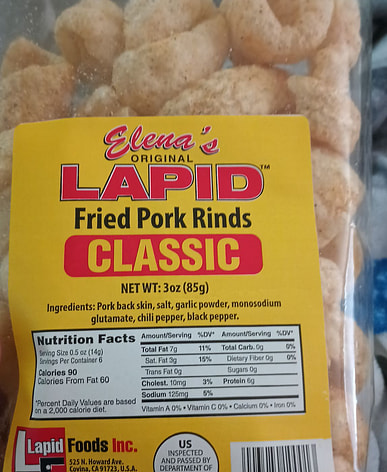 Elena's
ORIGINAL
LAPID™
Fried Pork Rinds
CLASSIC
NET WT: 3oz (85g)
Ingredients: Pork back skin, salt, garlic powder, monosodium
glutamate, chili pepper, black pepper.
Nutrition Facts
Serving Size 0.5 oz (14g)
Servings Per Container 6
Calories 90
Calories From Fat 60
*Percent Daily Values are based
on a 2,000 calorie diet.
Amount/Serving %DV* Amount/Serving %DV*
Total Fat 7g 11% Total Carb. 0g 0%
Sat. Fat 3g 15% Dietary Fiber 0g 0%
Trans Fat 0g Sugars 0g
Cholest. 10mg 3% Protein 6g
Sodium 125mg 5%
Vitamin A 0% • Vitamin C 0% • Calcium 0% • Iron 0%
Lapid Foods Inc.
525 N. Howard Ave.
Covina, CA 91723, U.S.A.
US
INSPECTED
AND PASSED BY
DEPARTMENT OF